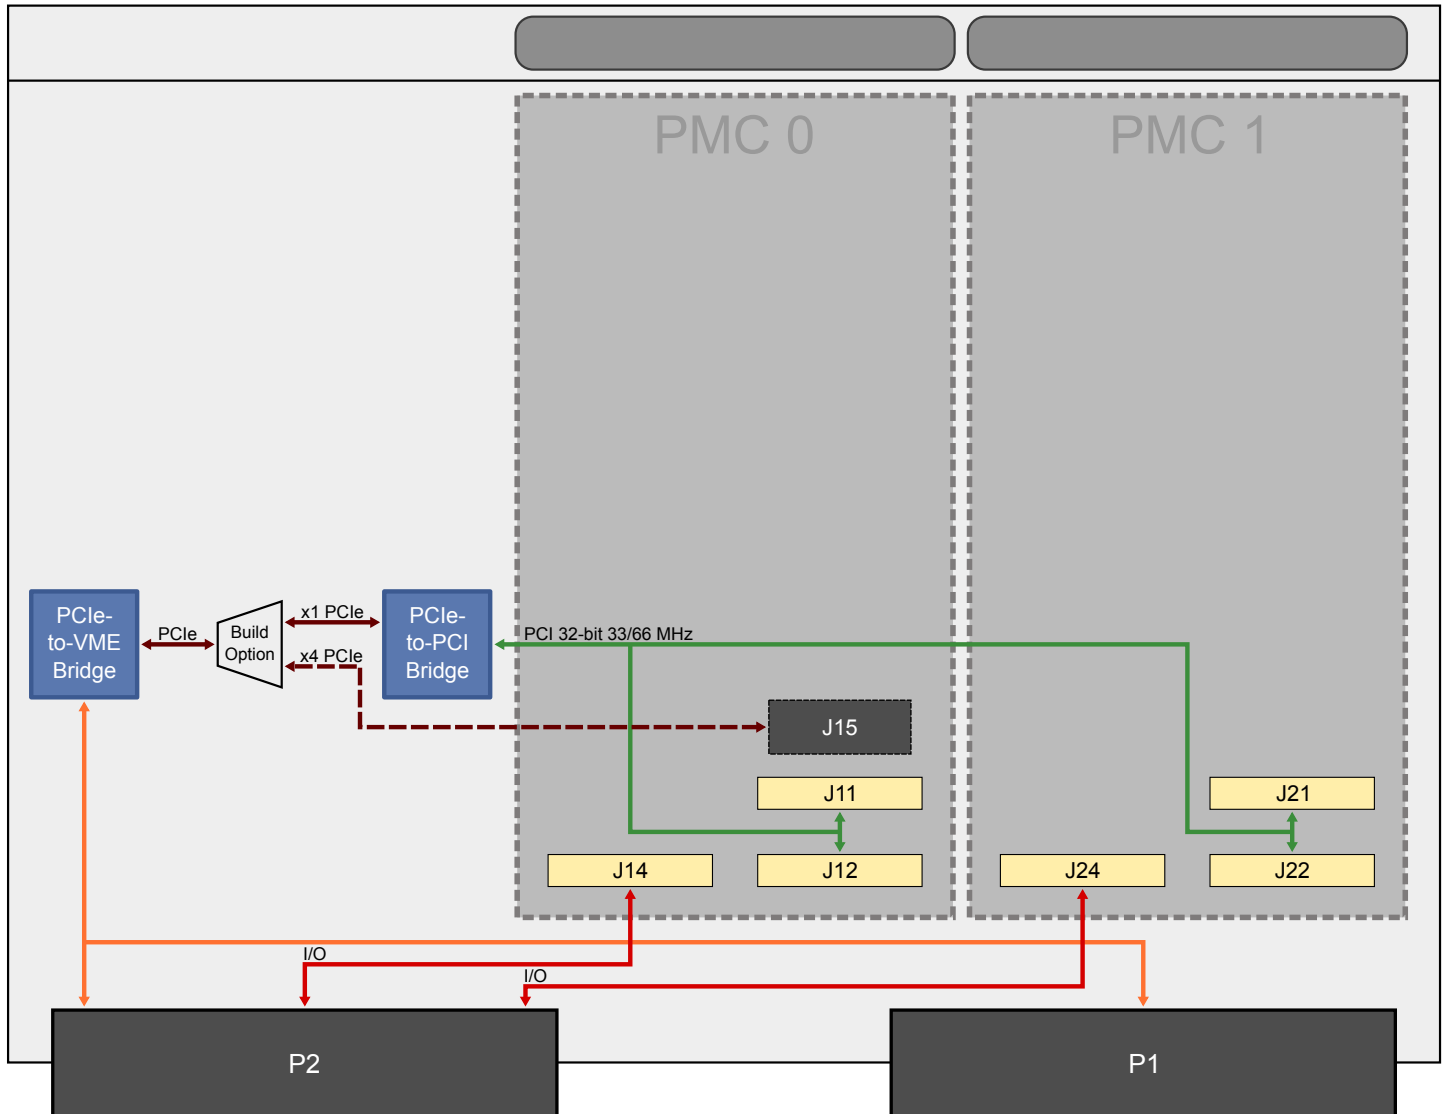 PMC 0
PMC 1
PCIe-
to-VME
Bridge
PCIe
Build
Option
x1 PCIe
x4 PCIe
PCIe-
to-PCI
Bridge
PCI 32-bit 33/66 MHz
J15
J11
J21
J14
J12
J24
J22
I/O
I/O
P2
P1